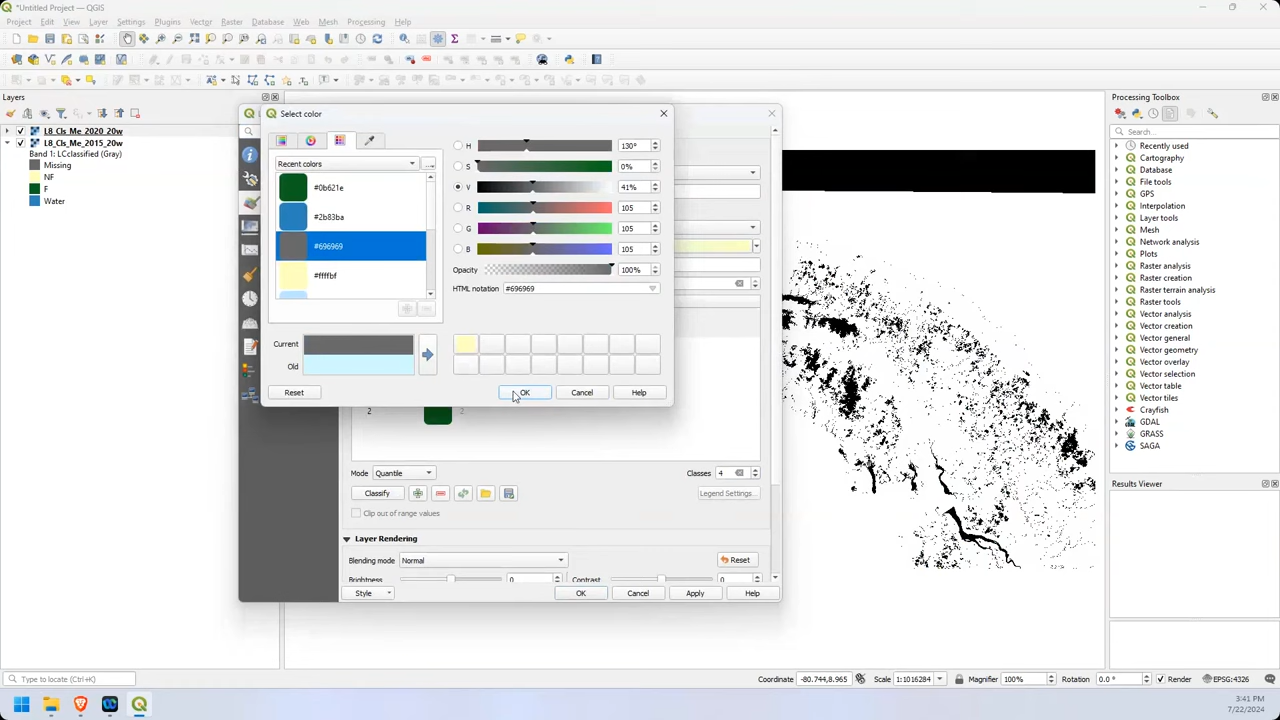 *Untitled Project — QGIS
Project Edit View Layer Settings Plugins Vector Raster Database Web Mesh Processing Help
Layers
L8_Cls_Me_2020_20w
L8_Cls_Me_2015_20w
Band 1: LCclassified (Gray)
Missing
NF
F
Water
Select color
Recent colors
...
#0b621e
#2b83ba
#696969
#ffffbf
H 130°
S 0%
V 41%
R 105
G 105
B 105
Opacity 100%
HTML notation #696969
Current
Old
Reset OK Cancel Help
2 2
Mode Quantile Classes 4
Classify Legend Settings...
Clip out of range values
Layer Rendering
Blending mode Normal Reset
Brightness 0 Contrast 0
Style OK Cancel Apply Help
Processing Toolbox
Search...
Recently used
Cartography
Database
File tools
GPS
Interpolation
Layer tools
Mesh
Network analysis
Plots
Raster analysis
Raster creation
Raster terrain analysis
Raster tools
Vector analysis
Vector creation
Vector general
Vector geometry
Vector overlay
Vector selection
Vector table
Vector tiles
Crayfish
GDAL
GRASS
SAGA
Results Viewer
Type to locate (Ctrl+K) Coordinate -80.744,8.965 Scale 1:1016284 Magnifier 100% Rotation 0.0 ° Render EPSG:4326
3:41 PM
7/22/2024